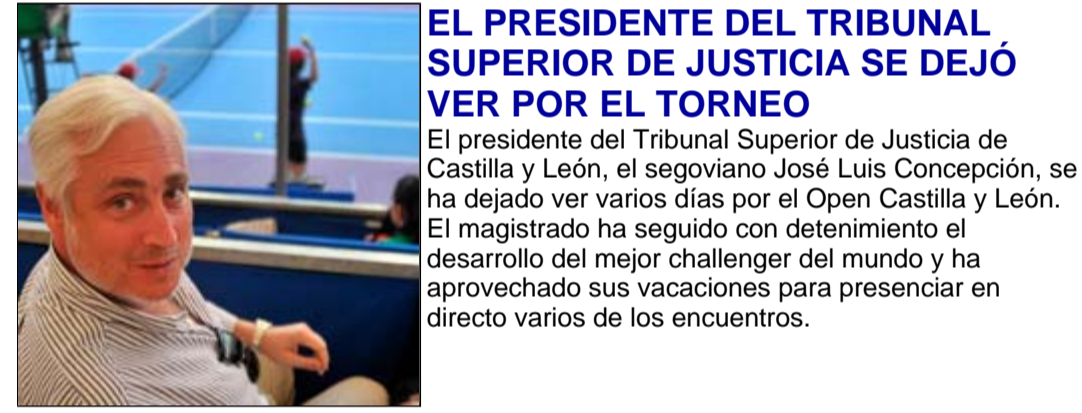 EL PRESIDENTE DEL TRIBUNAL
SUPERIOR DE JUSTICIA SE DEJÓ
VER POR EL TORNEO
El presidente del Tribunal Superior de Justicia de
Castilla y León, el segoviano José Luis Concepción, se
ha dejado ver varios días por el Open Castilla y León.
El magistrado ha seguido con detenimiento el
desarrollo del mejor challenger del mundo y ha
aprovechado sus vacaciones para presenciar en
directo varios de los encuentros.